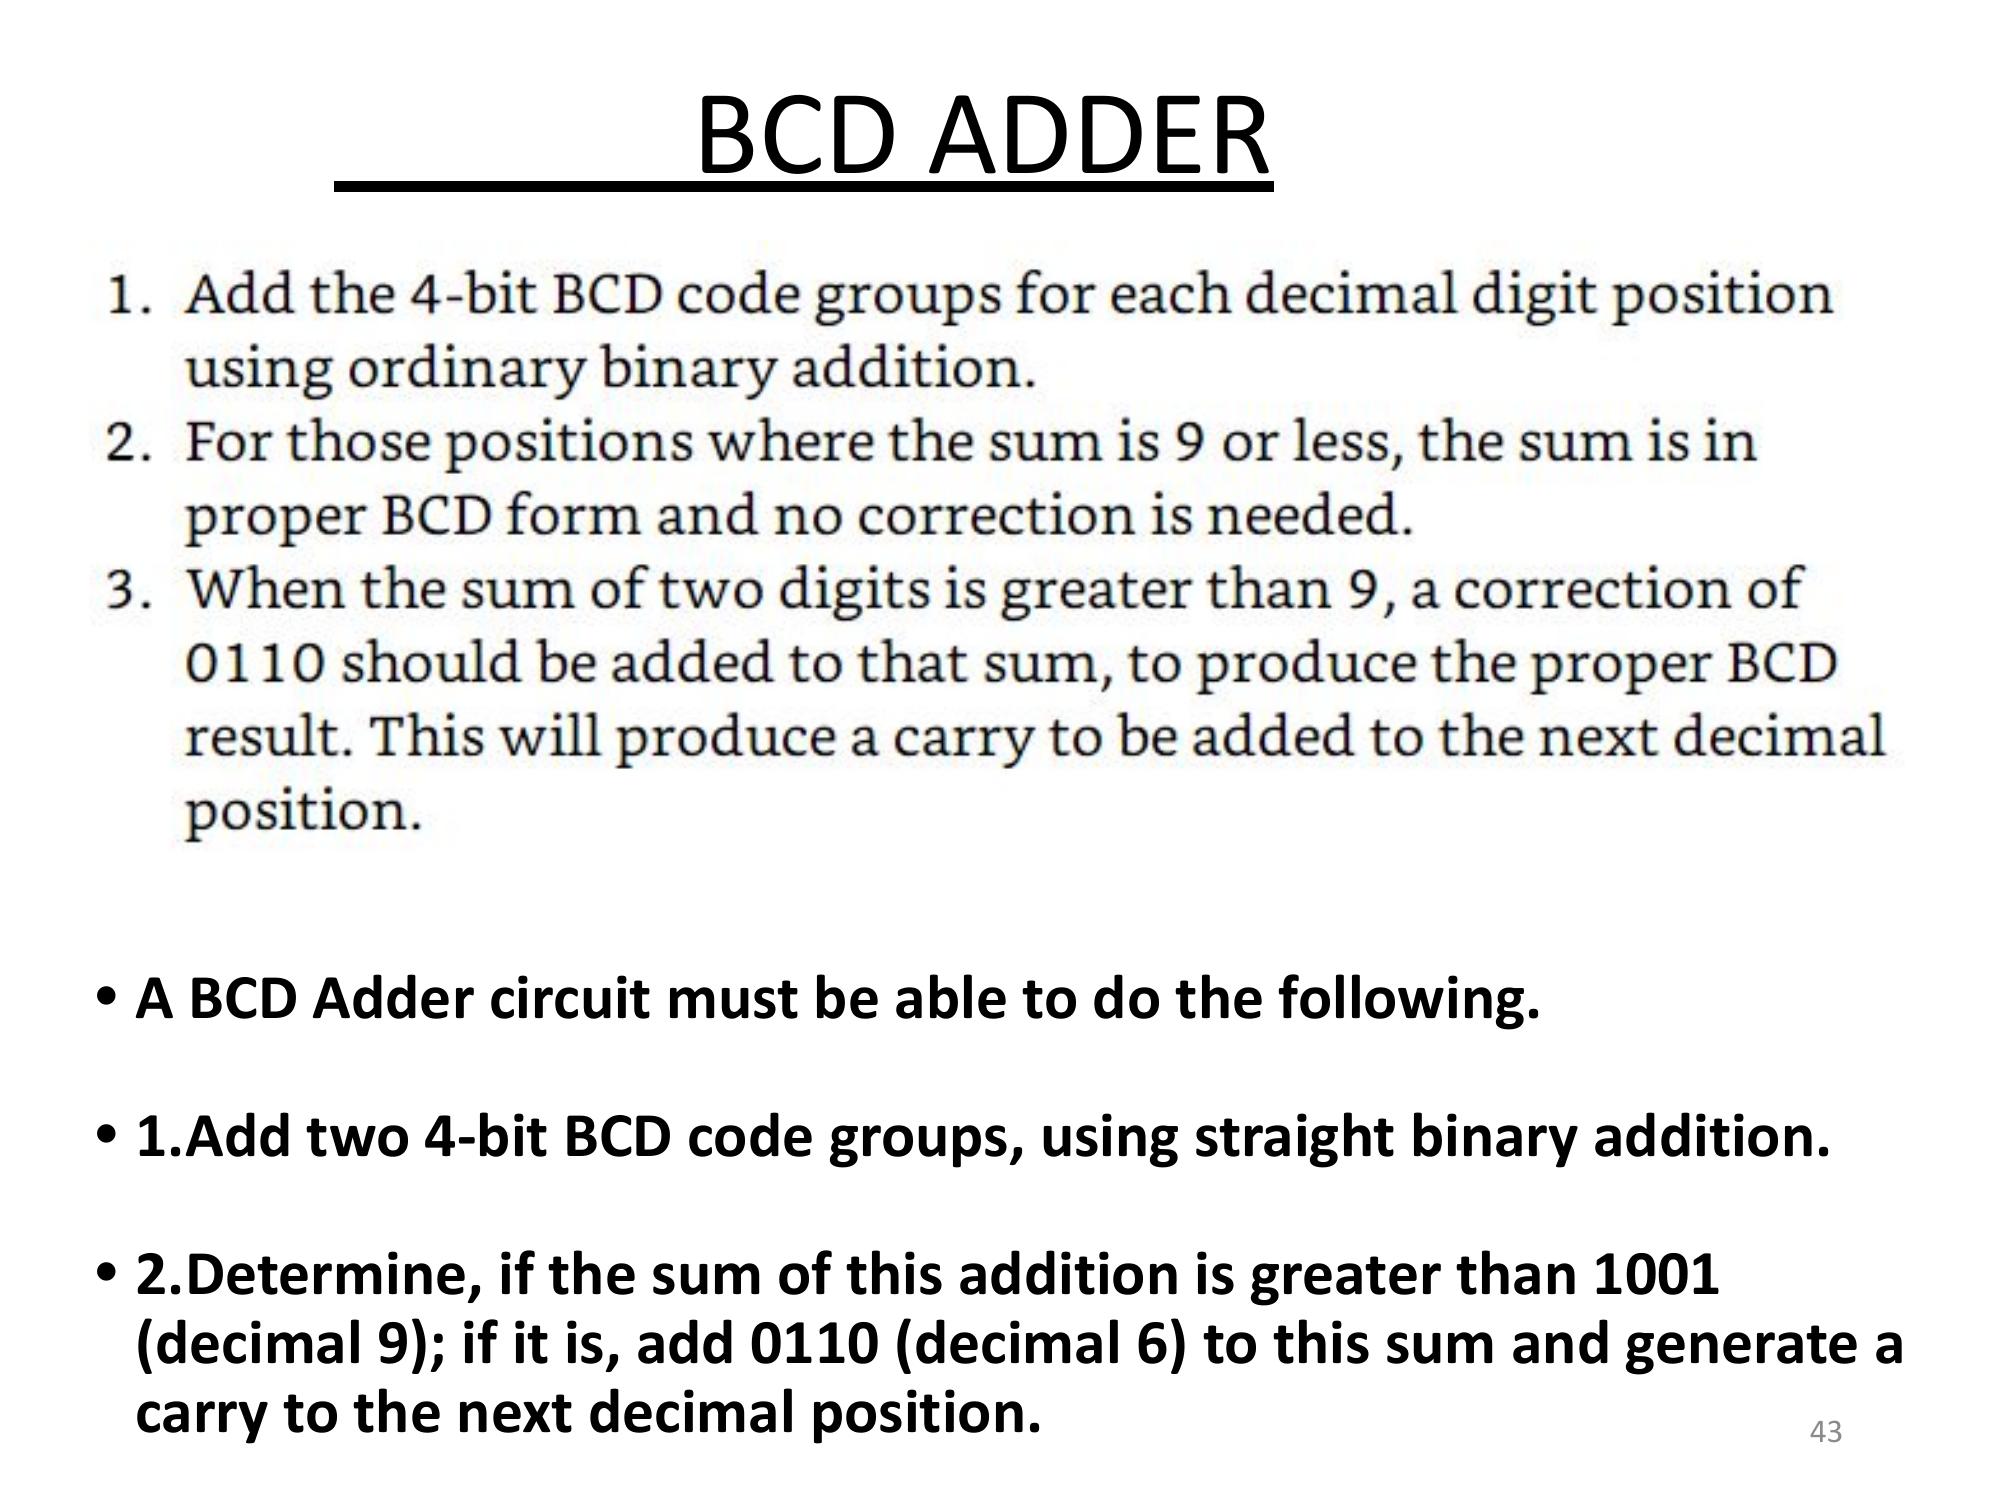 BCD ADDER
1. Add the 4-bit BCD code groups for each decimal digit position
using ordinary binary addition.
2. For those positions where the sum is 9 or less, the sum is in
proper BCD form and no correction is needed.
3. When the sum of two digits is greater than 9, a correction of
0110 should be added to that sum, to produce the proper BCD
result. This will produce a carry to be added to the next decimal
position.
• A BCD Adder circuit must be able to do the following.
• 1.Add two 4-bit BCD code groups, using straight binary addition.
• 2.Determine, if the sum of this addition is greater than 1001
(decimal 9); if it is, add 0110 (decimal 6) to this sum and generate a
carry to the next decimal position.
43